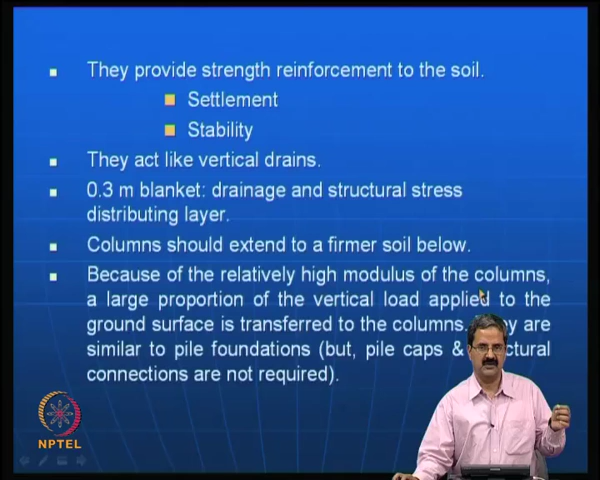 They provide strength reinforcement to the soil.
Settlement
Stability
They act like vertical drains.
0.3 m blanket: drainage and structural stress
distributing layer.
Columns should extend to a firmer soil below.
Because of the relatively high modulus of the columns,
a large proportion of the vertical load applied to the
ground surface is transferred to the columns. are
similar to pile foundations (but, pile caps &
connections are not required).
NPTEL